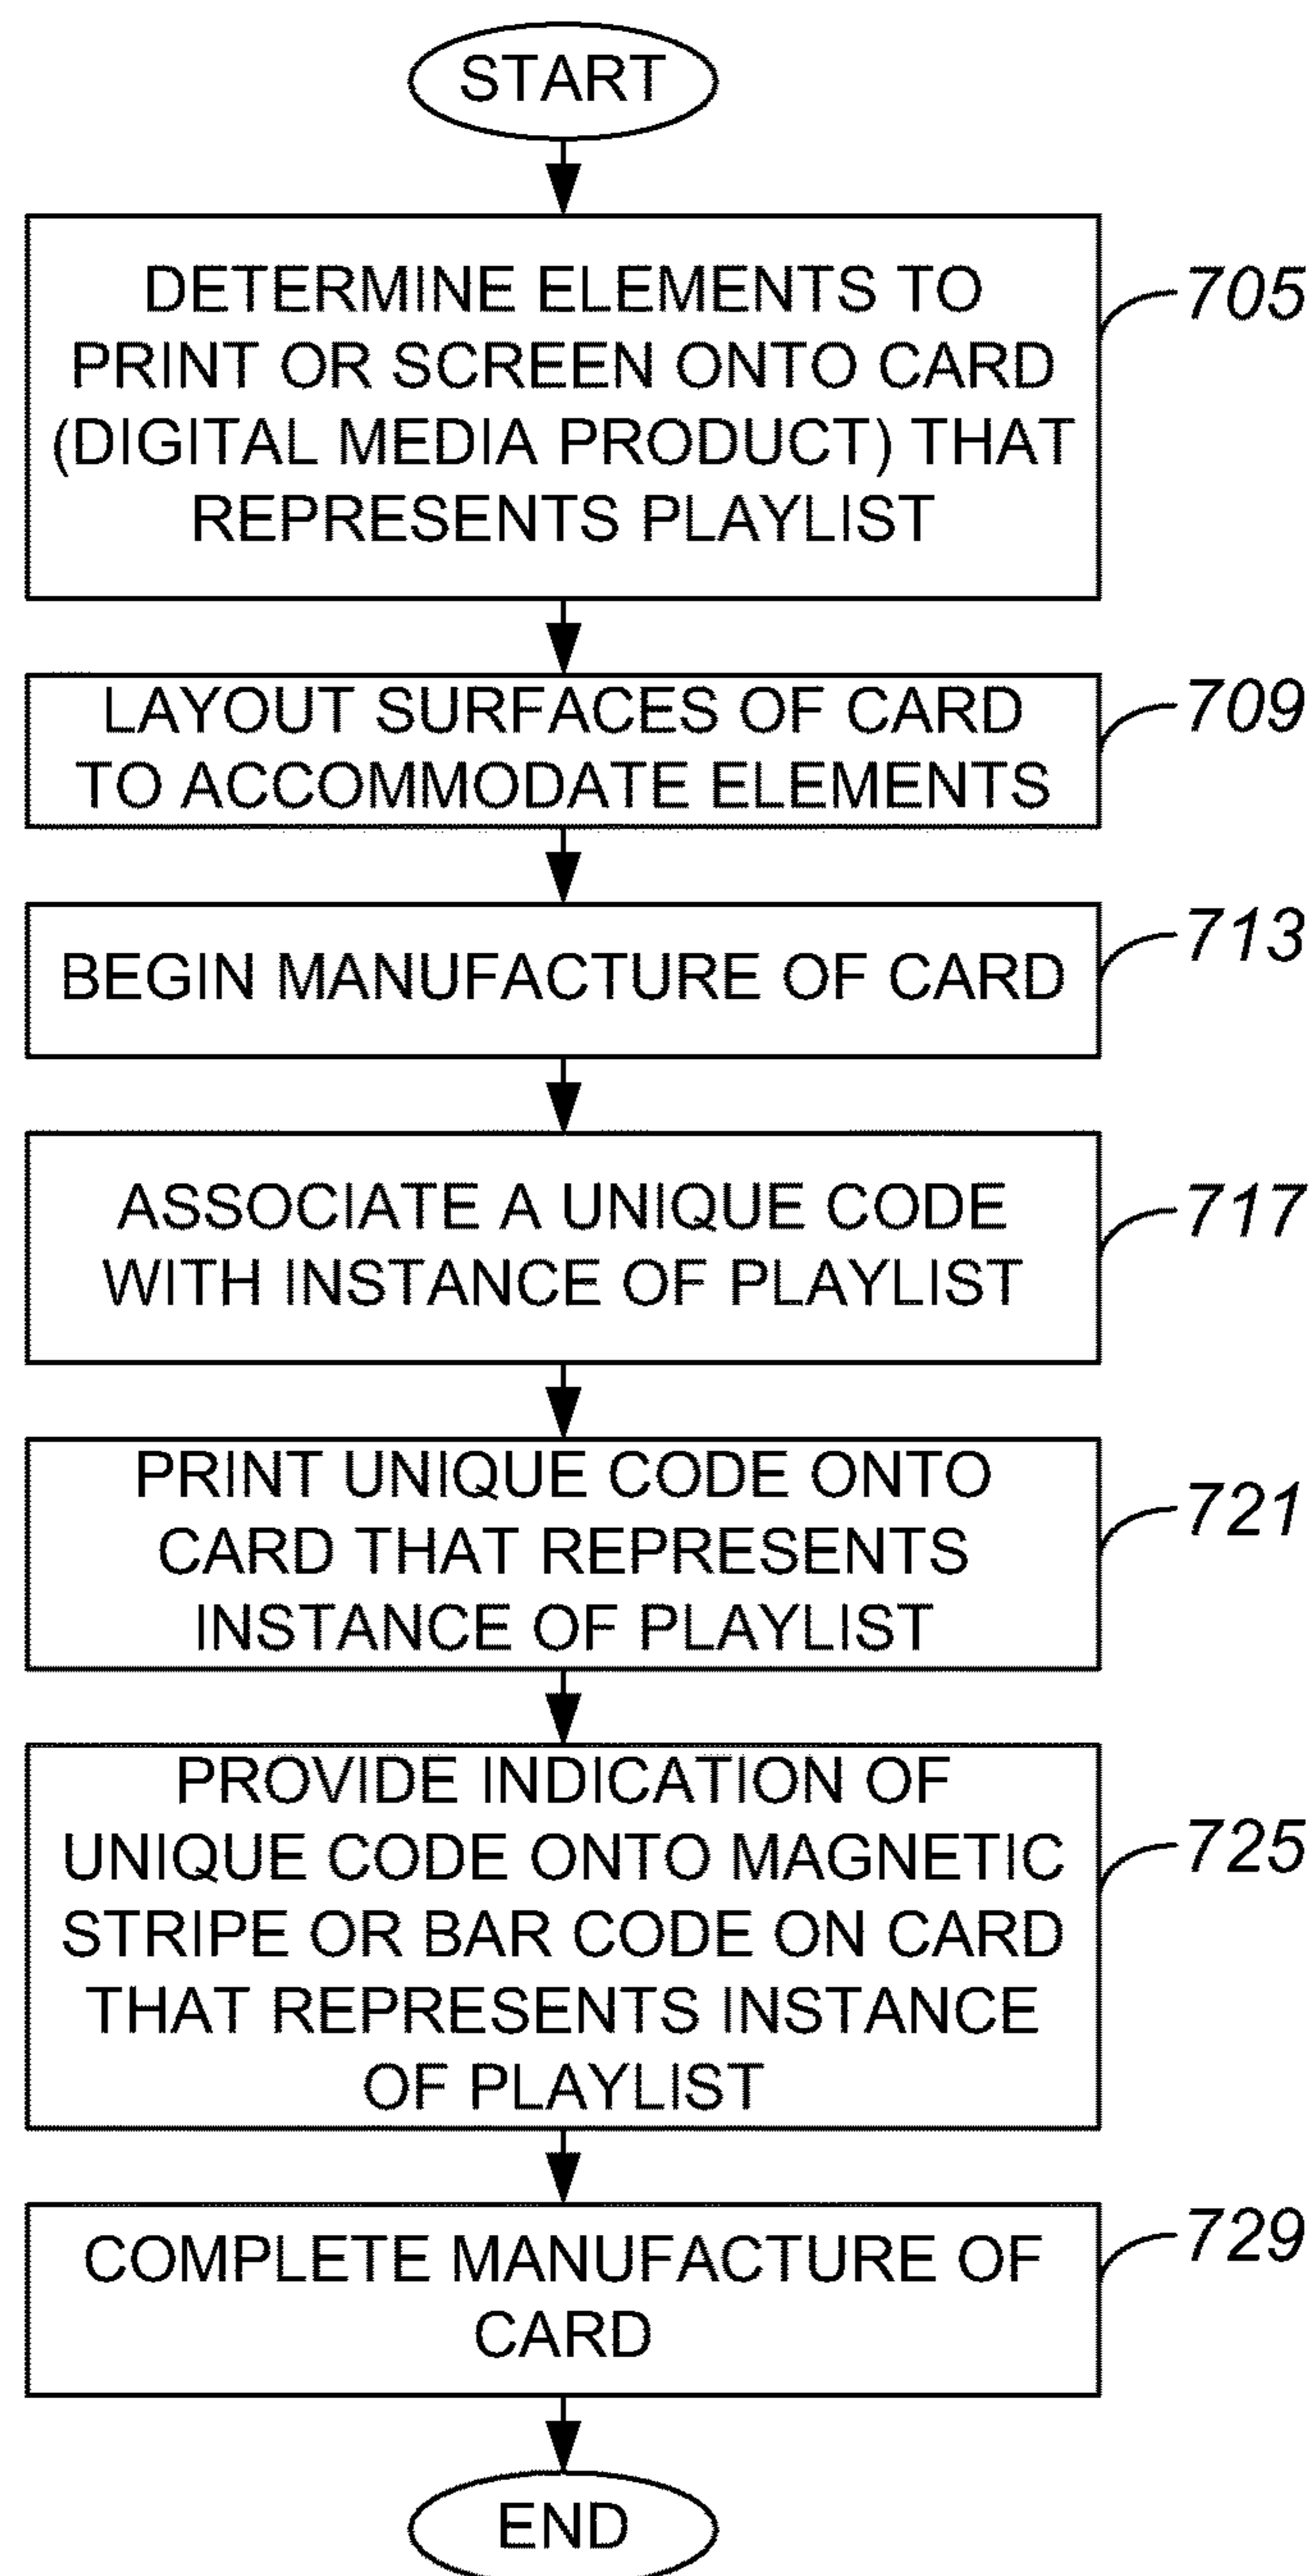 START
DETERMINE ELEMENTS TO
PRINT OR SCREEN ONTO CARD
(DIGITAL MEDIA PRODUCT) THAT
REPRESENTS PLAYLIST
705
LAYOUT SURFACES OF CARD
TO ACCOMMODATE ELEMENTS
709
BEGIN MANUFACTURE OF CARD
713
ASSOCIATE A UNIQUE CODE
WITH INSTANCE OF PLAYLIST
717
PRINT UNIQUE CODE ONTO
CARD THAT REPRESENTS
INSTANCE OF PLAYLIST
721
PROVIDE INDICATION OF
UNIQUE CODE ONTO MAGNETIC
STRIPE OR BAR CODE ON CARD
THAT REPRESENTS INSTANCE
OF PLAYLIST
725
COMPLETE MANUFACTURE OF
CARD
729
END